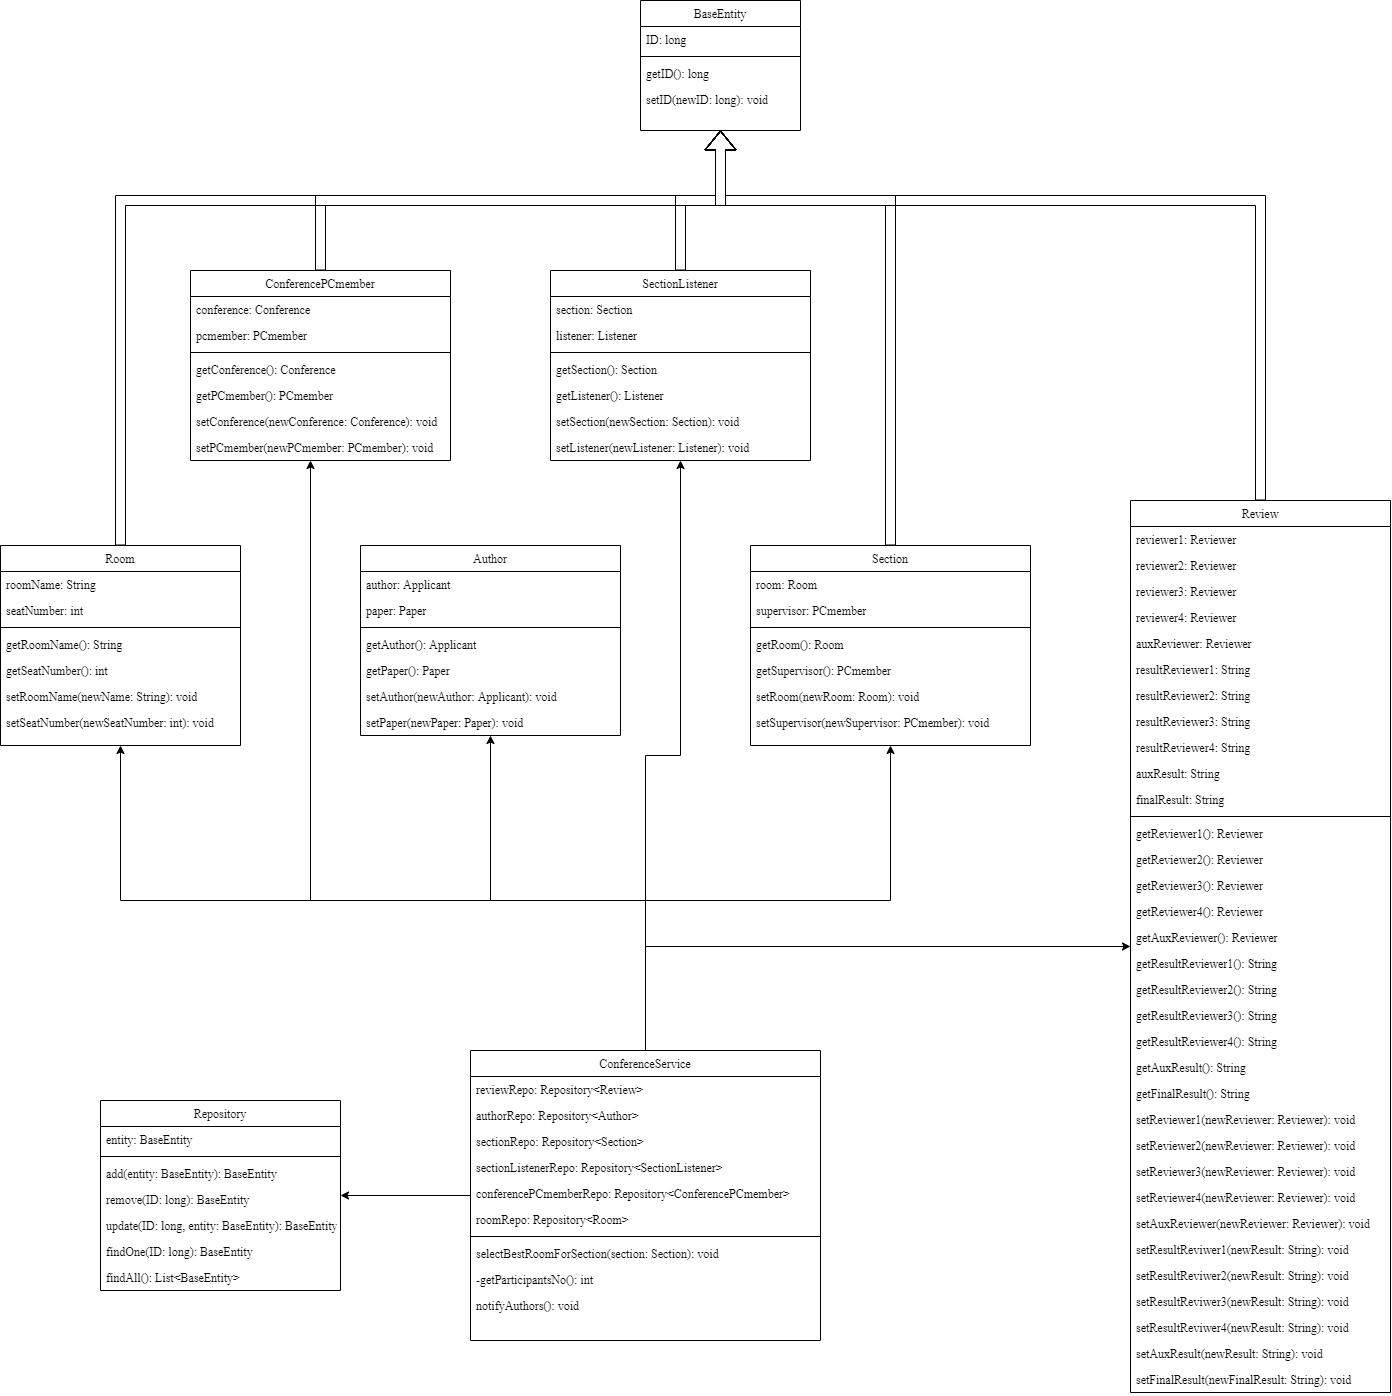 BaseEntity
ID: long
getID(): long
setID(newID: long): void
ConferencePCmember
conference: Conference
pcmember: PCmember
getConference(): Conference
getPCmember(): PCmember
setConference(newConference: Conference): void
setPCmember(newPCmember: PCmember): void
SectionListener
section: Section
listener: Listener
getSection(): Section
getListener(): Listener
setSection(newSection: Section): void
setListener(newListener: Listener): void
Room
roomName: String
seatNumber: int
getRoomName(): String
getSeatNumber(): int
setRoomName(newName: String): void
setSeatNumber(newSeatNumber: int): void
Author
author: Applicant
paper: Paper
getAuthor(): Applicant
getPaper(): Paper
setAuthor(newAuthor: Applicant): void
setPaper(newPaper: Paper): void
Section
room: Room
supervisor: PCmember
getRoom(): Room
getSupervisor(): PCmember
setRoom(newRoom: Room): void
setSupervisor(newSupervisor: PCmember): void
Review
reviewer1: Reviewer
reviewer2: Reviewer
reviewer3: Reviewer
reviewer4: Reviewer
auxReviewer: Reviewer
resultReviewer1: String
resultReviewer2: String
resultReviewer3: String
resultReviewer4: String
auxResult: String
finalResult: String
getReviewer1(): Reviewer
getReviewer2(): Reviewer
getReviewer3(): Reviewer
getReviewer4(): Reviewer
getAuxReviewer(): Reviewer
getResultReviewer1(): String
getResultReviewer2(): String
getResultReviewer3(): String
getResultReviewer4(): String
getAuxResult(): String
getFinalResult(): String
setReviewer1(newReviewer: Reviewer): void
setReviewer2(newReviewer: Reviewer): void
setReviewer3(newReviewer: Reviewer): void
setReviewer4(newReviewer: Reviewer): void
setAuxReviewer(newReviewer: Reviewer): void
setResultReviwer1(newResult: String): void
setResultReviwer2(newResult: String): void
setResultReviwer3(newResult: String): void
setResultReviwer4(newResult: String): void
setAuxResult(newResult: String): void
setFinalResult(newFinalResult: String): void
ConferenceService
reviewRepo: Repository<Review>
authorRepo: Repository<Author>
sectionRepo: Repository<Section>
sectionListenerRepo: Repository<SectionListener>
conferencePCmemberRepo: Repository<ConferencePCmember>
roomRepo: Repository<Room>
selectBestRoomForSection(section: Section): void
-getParticipantsNo(): int
notifyAuthors(): void
Repository
entity: BaseEntity
add(entity: BaseEntity): BaseEntity
remove(ID: long): BaseEntity
update(ID: long, entity: BaseEntity): BaseEntity
findOne(ID: long): BaseEntity
findAll(): List<BaseEntity>